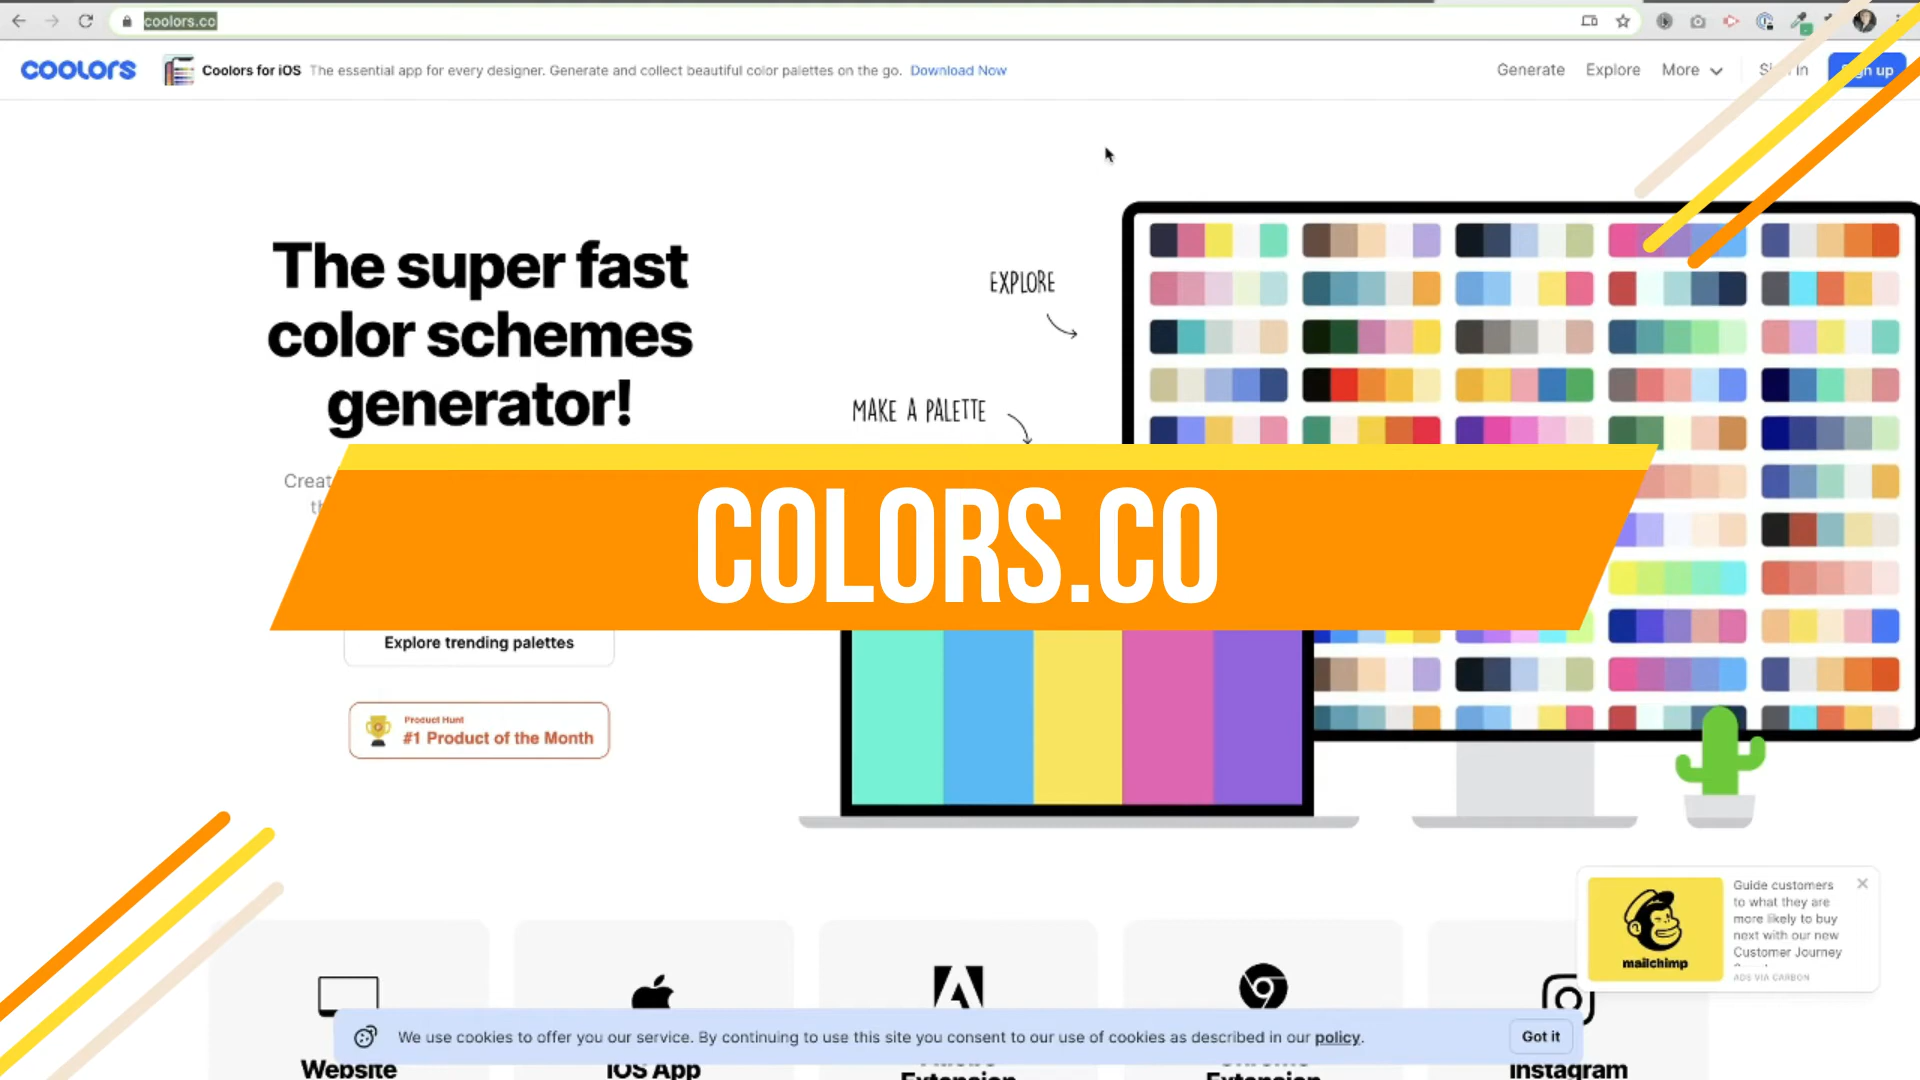 coolors.co
coolors
Coolors for iOS The essential app for every designer. Generate and collect beautiful color palettes on the go. Download Now
Generate Explore More
The super fast
color schemes
generator!
EXPLORE
MAKE A PALETTE
Creat
COLORS.CO
Explore trending palettes
Product Hunt
#1 Product of the Month
Guide customers
to what they are
more likely to buy
next with our new
Customer Journey
mailchimp
ADS VIA CARBON
We use cookies to offer you our service. By continuing to use this site you consent to our use of cookies as described in our policy.
Got it
Website
iOS App
Extension
Extension
Instagram